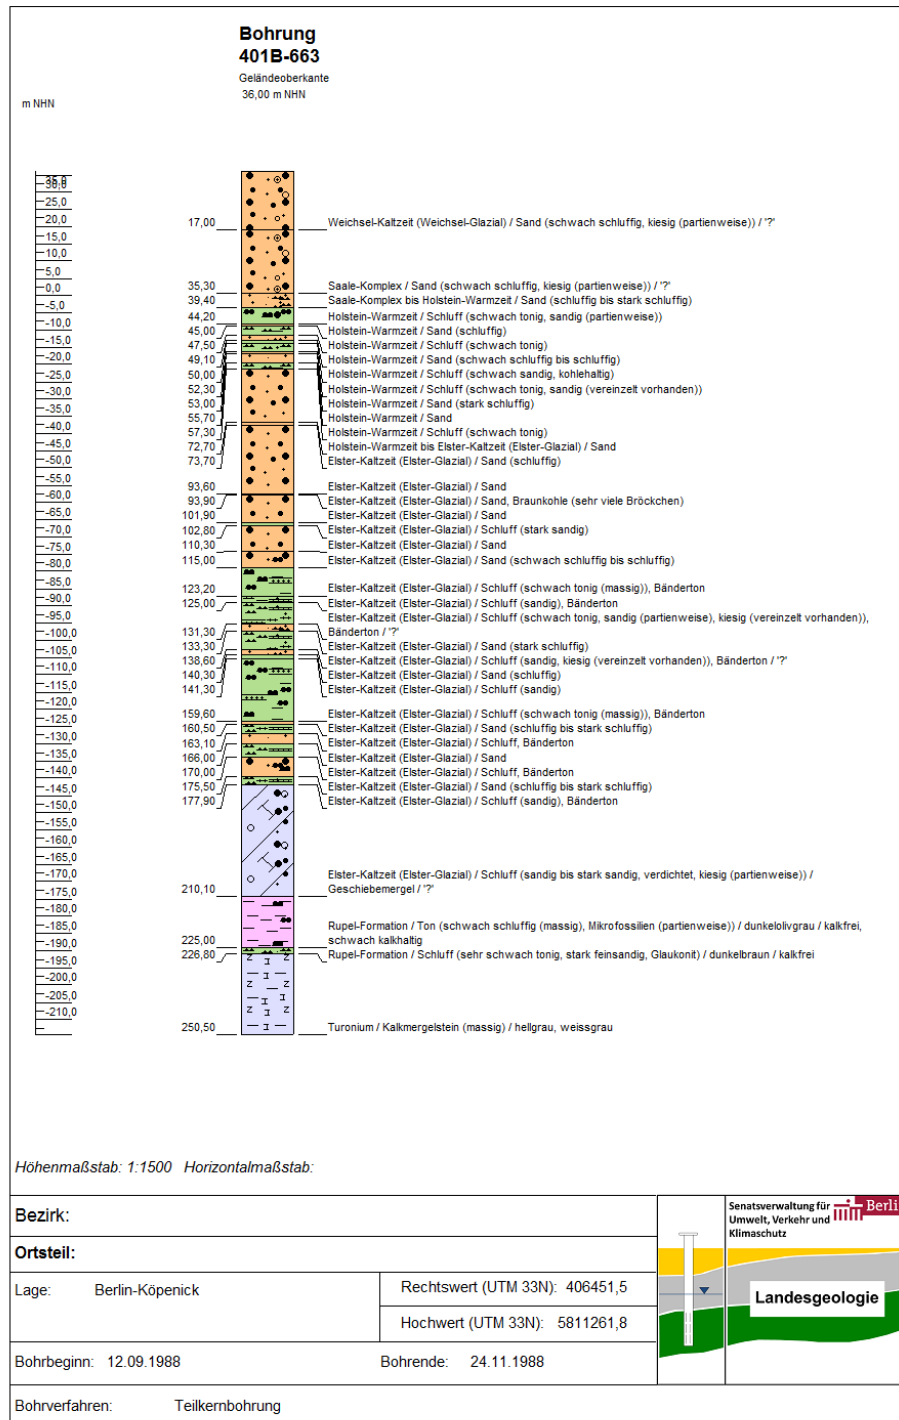 Bohrung
401B-663
Geländeoberkante
36,00 m NHN
m NHN
35,0
30,0
25,0
20,0
15,0
10,0
5,0
0,0
-5,0
-10,0
-15,0
-20,0
-25,0
-30,0
-35,0
-40,0
-45,0
-50,0
-55,0
-60,0
-65,0
-70,0
-75,0
-80,0
-85,0
-90,0
-95,0
-100,0
-105,0
-110,0
-115,0
-120,0
-125,0
-130,0
-135,0
-140,0
-145,0
-150,0
-155,0
-160,0
-165,0
-170,0
-175,0
-180,0
-185,0
-190,0
-195,0
-200,0
-205,0
-210,0
17,00 Weichsel-Kaltzeit (Weichsel-Glazial) / Sand (schwach schluffig, kiesig (partienweise)) / '?'
35,30 Saale-Komplex / Sand (schwach schluffig, kiesig (partienweise)) / '?'
39,40 Saale-Komplex bis Holstein-Warmzeit / Sand (schluffig bis stark schluffig)
44,20 Holstein-Warmzeit / Schluff (schwach tonig, sandig (partienweise))
45,00 Holstein-Warmzeit / Sand (schluffig)
47,50 Holstein-Warmzeit / Schluff (schwach tonig)
49,10 Holstein-Warmzeit / Sand (schwach schluffig bis schluffig)
50,00 Holstein-Warmzeit / Schluff (schwach sandig, kohlehaltig)
52,30 Holstein-Warmzeit / Schluff (schwach tonig, sandig (vereinzelt vorhanden))
53,00 Holstein-Warmzeit / Sand (stark schluffig)
55,70 Holstein-Warmzeit / Sand
57,30 Holstein-Warmzeit / Schluff (schwach tonig)
72,70 Holstein-Warmzeit bis Elster-Kaltzeit (Elster-Glazial) / Sand
73,70 Elster-Kaltzeit (Elster-Glazial) / Sand (schluffig)
93,60 Elster-Kaltzeit (Elster-Glazial) / Sand
93,90 Elster-Kaltzeit (Elster-Glazial) / Sand, Braunkohle (sehr viele Bröckchen)
101,90 Elster-Kaltzeit (Elster-Glazial) / Sand
102,80 Elster-Kaltzeit (Elster-Glazial) / Schluff (stark sandig)
110,30 Elster-Kaltzeit (Elster-Glazial) / Sand
115,00 Elster-Kaltzeit (Elster-Glazial) / Sand (schwach schluffig bis schluffig)
123,20 Elster-Kaltzeit (Elster-Glazial) / Schluff (schwach tonig (massig)), Bänderton
125,00 Elster-Kaltzeit (Elster-Glazial) / Schluff (sandig), Bänderton
Elster-Kaltzeit (Elster-Glazial) / Schluff (schwach tonig, sandig (partienweise), kiesig (vereinzelt vorhanden)),
131,30 Bänderton / '?'
133,30 Elster-Kaltzeit (Elster-Glazial) / Sand (stark schluffig)
138,60 Elster-Kaltzeit (Elster-Glazial) / Schluff (sandig, kiesig (vereinzelt vorhanden)), Bänderton / '?'
140,30 Elster-Kaltzeit (Elster-Glazial) / Sand (schluffig)
141,30 Elster-Kaltzeit (Elster-Glazial) / Schluff (sandig)
159,60 Elster-Kaltzeit (Elster-Glazial) / Schluff (schwach tonig (massig)), Bänderton
160,50 Elster-Kaltzeit (Elster-Glazial) / Sand (schluffig bis stark schluffig)
163,10 Elster-Kaltzeit (Elster-Glazial) / Schluff, Bänderton
166,00 Elster-Kaltzeit (Elster-Glazial) / Sand
170,00 Elster-Kaltzeit (Elster-Glazial) / Schluff, Bänderton
175,50 Elster-Kaltzeit (Elster-Glazial) / Sand (schluffig bis stark schluffig)
177,90 Elster-Kaltzeit (Elster-Glazial) / Schluff (sandig), Bänderton
Elster-Kaltzeit (Elster-Glazial) / Schluff (sandig bis stark sandig, verdichtet, kiesig (partienweise)) /
210,10 Geschiebemergel / '?'
Rupel-Formation / Ton (schwach schluffig (massig), Mikrofossilien (partienweise)) / dunkelolivgrau / kalkfrei,
225,00 schwach kalkhaltig
226,80 Rupel-Formation / Schluff (sehr schwach tonig, stark feinsandig, Glaukonit) / dunkelbraun / kalkfrei
250,50 Turonium / Kalkmergelstein (massig) / hellgrau, weissgrau
Höhenmaßstab: 1:1500 Horizontalmaßstab:
Bezirk:
Ortsteil:
Lage: Berlin-Köpenick
Rechtswert (UTM 33N): 406451,5
Hochwert (UTM 33N): 5811261,8
Bohrbeginn: 12.09.1988 Bohrende: 24.11.1988
Bohrverfahren: Teilkernbohrung
Senatsverwaltung für
Umwelt, Verkehr und
Klimaschutz
Berli
Landesgeologie